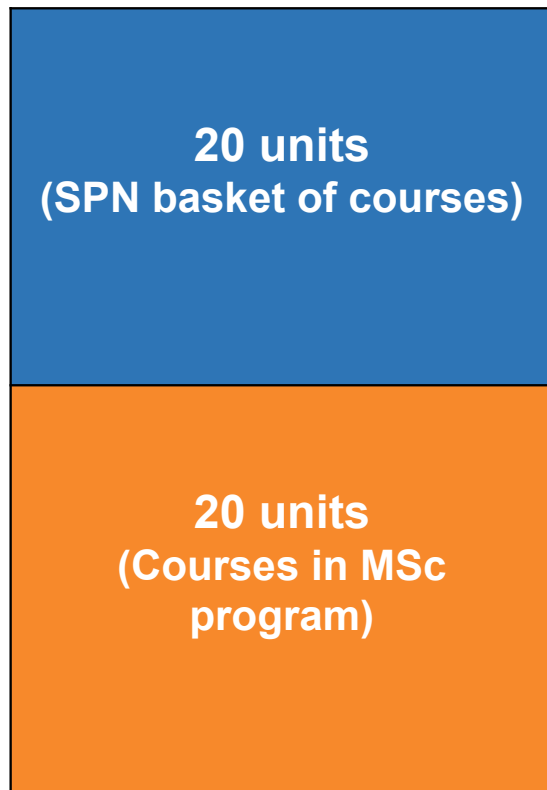 20 units
(SPN basket of courses)
20 units
(Courses in MSc
program)